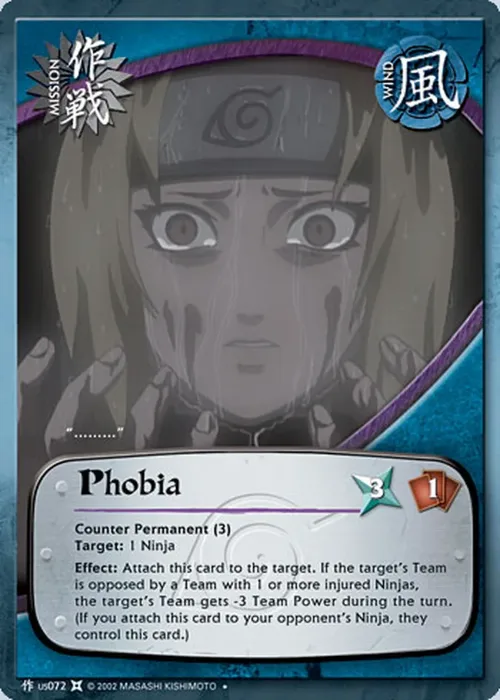 MISSION
作戦
WIND
風
"........."
Phobia
3
1
Counter Permanent (3)
Target: 1 Ninja
Effect: Attach this card to the target. If the target's Team
is opposed by a Team with 1 or more injured Ninjas,
the target's Team gets -3 Team Power during the turn.
(If you attach this card to your opponent's Ninja, they
control this card.)
作 US072 © 2002 MASASHI KISHIMOTO